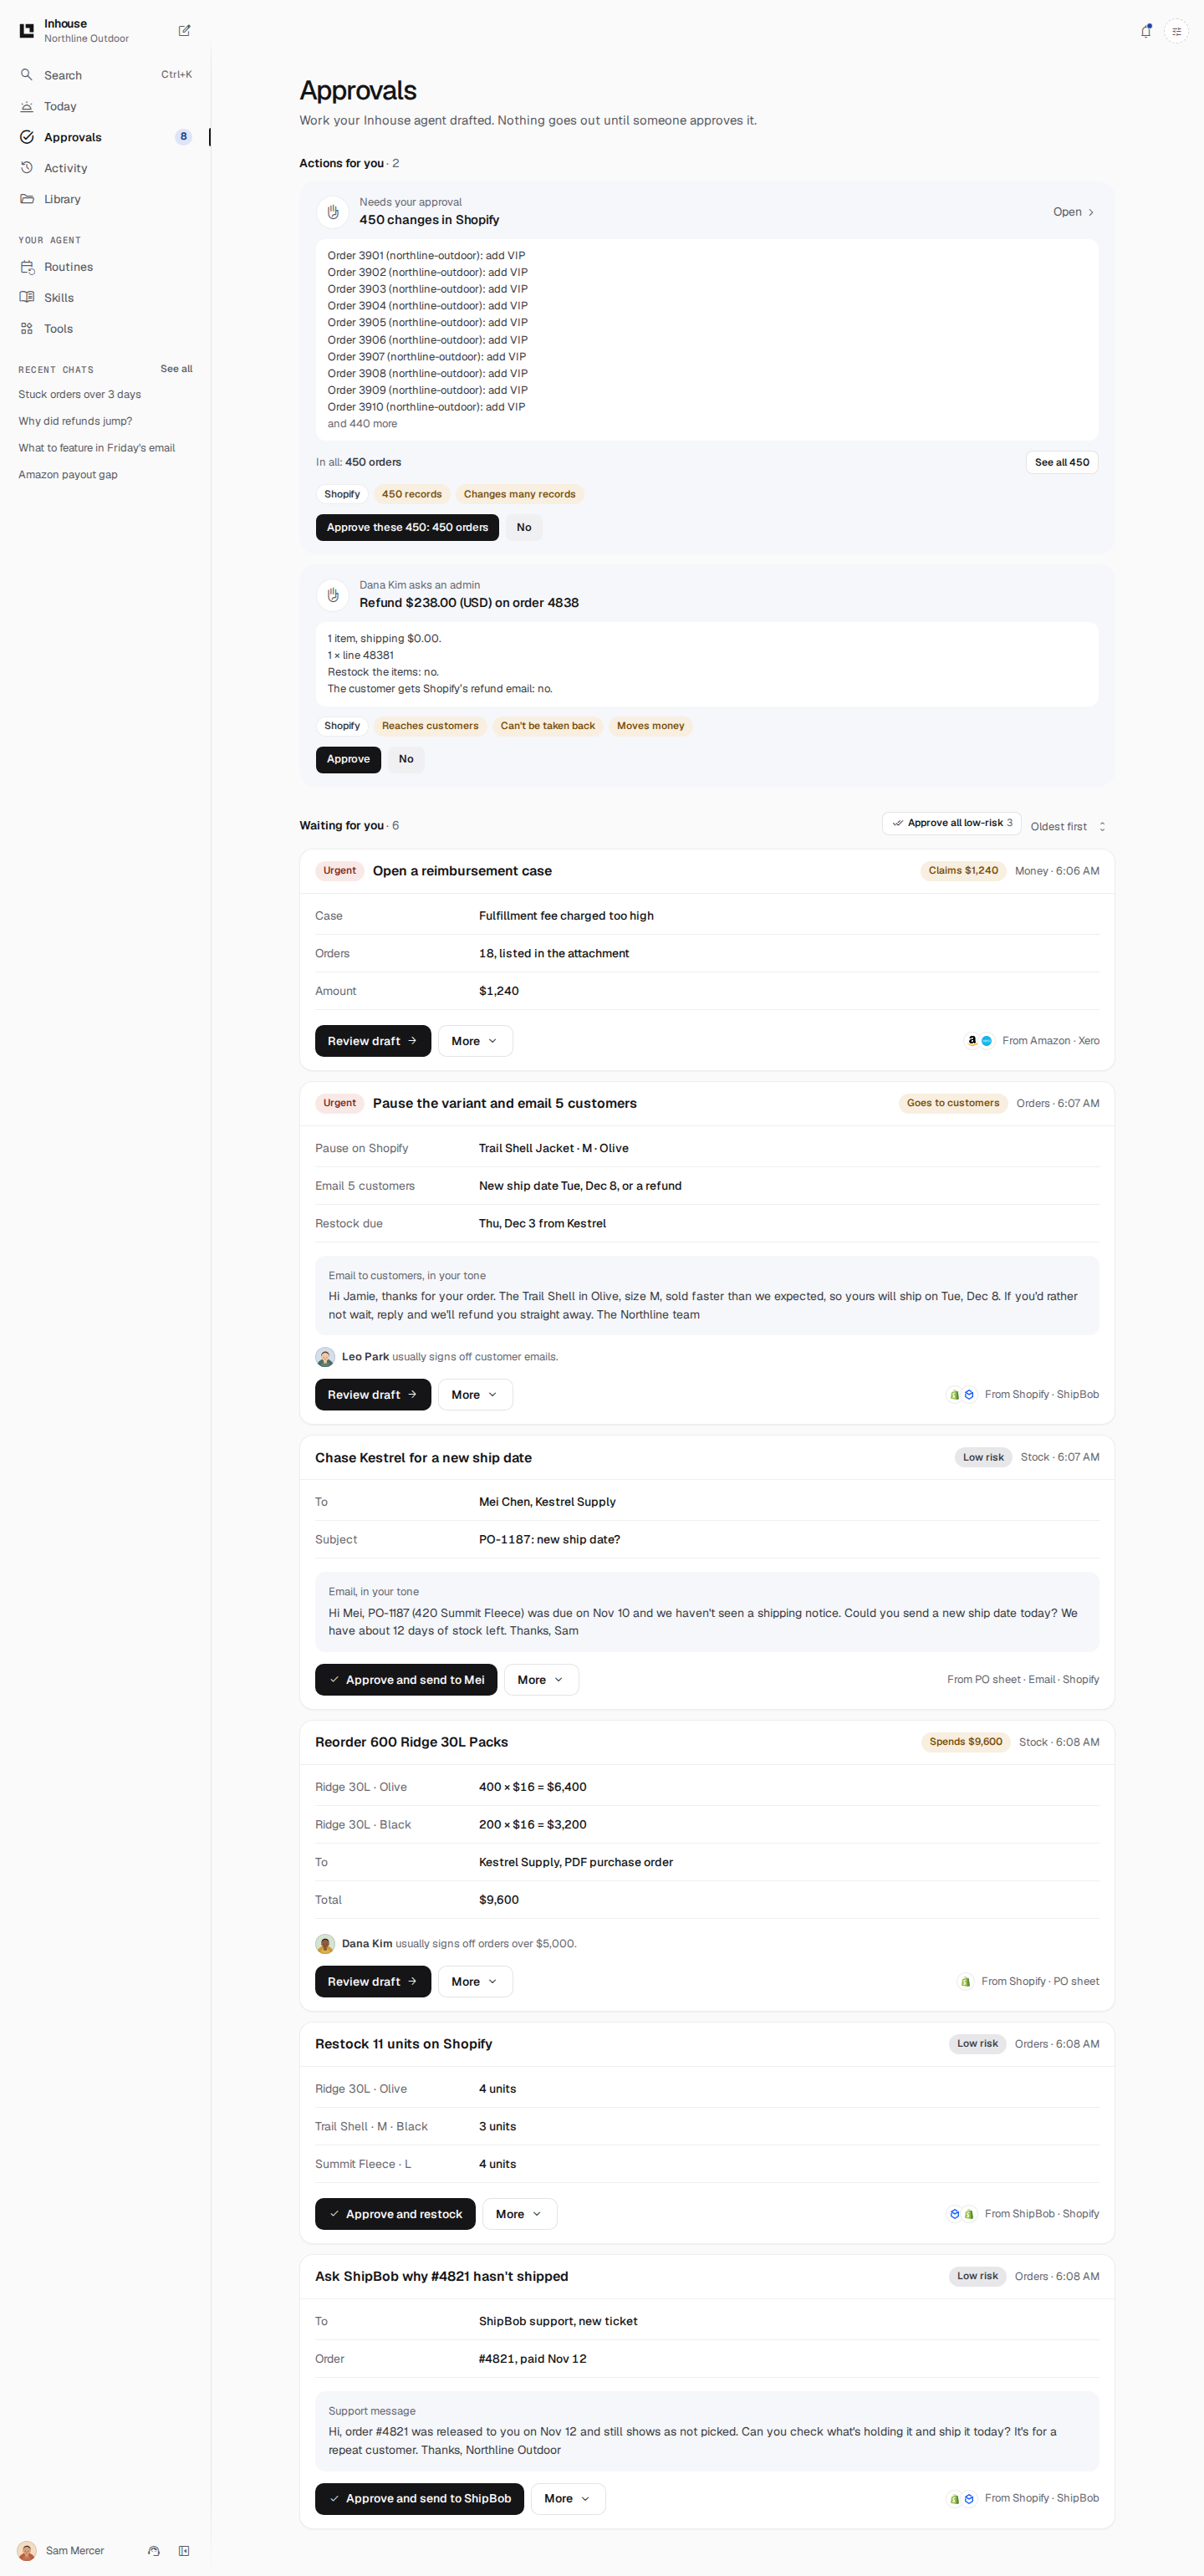 Inhouse
Northline Outdoor
Search Ctrl+K
Today
Approvals 8
Activity
Library
YOUR AGENT
Routines
Skills
Tools
RECENT CHATS See all
Stuck orders over 3 days
Why did refunds jump?
What to feature in Friday's email
Amazon payout gap
Sam Mercer
Approvals
Work your Inhouse agent drafted. Nothing goes out until someone approves it.
Actions for you · 2
Needs your approval
450 changes in Shopify
Open
Order 3901 (northline-outdoor): add VIP
Order 3902 (northline-outdoor): add VIP
Order 3903 (northline-outdoor): add VIP
Order 3904 (northline-outdoor): add VIP
Order 3905 (northline-outdoor): add VIP
Order 3906 (northline-outdoor): add VIP
Order 3907 (northline-outdoor): add VIP
Order 3908 (northline-outdoor): add VIP
Order 3909 (northline-outdoor): add VIP
Order 3910 (northline-outdoor): add VIP
and 440 more
In all: 450 orders See all 450
Shopify 450 records Changes many records
Approve these 450: 450 orders No
Dana Kim asks an admin
Refund $238.00 (USD) on order 4838
1 item, shipping $0.00.
1 × line 48381
Restock the items: no.
The customer gets Shopify's refund email: no.
Shopify Reaches customers Can't be taken back Moves money
Approve No
Waiting for you · 6 Approve all low-risk 3 Oldest first
Urgent Open a reimbursement case Claims $1,240 Money · 6:06 AM
Case Fulfillment fee charged too high
Orders 18, listed in the attachment
Amount $1,240
Review draft More From Amazon · Xero
Urgent Pause the variant and email 5 customers Goes to customers Orders · 6:07 AM
Pause on Shopify Trail Shell Jacket · M · Olive
Email 5 customers New ship date Tue, Dec 8, or a refund
Restock due Thu, Dec 3 from Kestrel
Email to customers, in your tone
Hi Jamie, thanks for your order. The Trail Shell in Olive, size M, sold faster than we expected, so yours will ship on Tue, Dec 8. If you'd rather
not wait, reply and we'll refund you straight away. The Northline team
Leo Park usually signs off customer emails.
Review draft More From Shopify · ShipBob
Chase Kestrel for a new ship date Low risk Stock · 6:07 AM
To Mei Chen, Kestrel Supply
Subject PO-1187: new ship date?
Email, in your tone
Hi Mei, PO-1187 (420 Summit Fleece) was due on Nov 10 and we haven't seen a shipping notice. Could you send a new ship date today? We
have about 12 days of stock left. Thanks, Sam
Approve and send to Mei More From PO sheet · Email · Shopify
Reorder 600 Ridge 30L Packs Spends $9,600 Stock · 6:08 AM
Ridge 30L · Olive 400 × $16 = $6,400
Ridge 30L · Black 200 × $16 = $3,200
To Kestrel Supply, PDF purchase order
Total $9,600
Dana Kim usually signs off orders over $5,000.
Review draft More From Shopify · PO sheet
Restock 11 units on Shopify Low risk Orders · 6:08 AM
Ridge 30L · Olive 4 units
Trail Shell · M · Black 3 units
Summit Fleece · L 4 units
Approve and restock More From ShipBob · Shopify
Ask ShipBob why #4821 hasn't shipped Low risk Orders · 6:08 AM
To ShipBob support, new ticket
Order #4821, paid Nov 12
Support message
Hi, order #4821 was released to you on Nov 12 and still shows as not picked. Can you check what's holding it and ship it today? It's for a
repeat customer. Thanks, Northline Outdoor
Approve and send to ShipBob More From Shopify · ShipBob